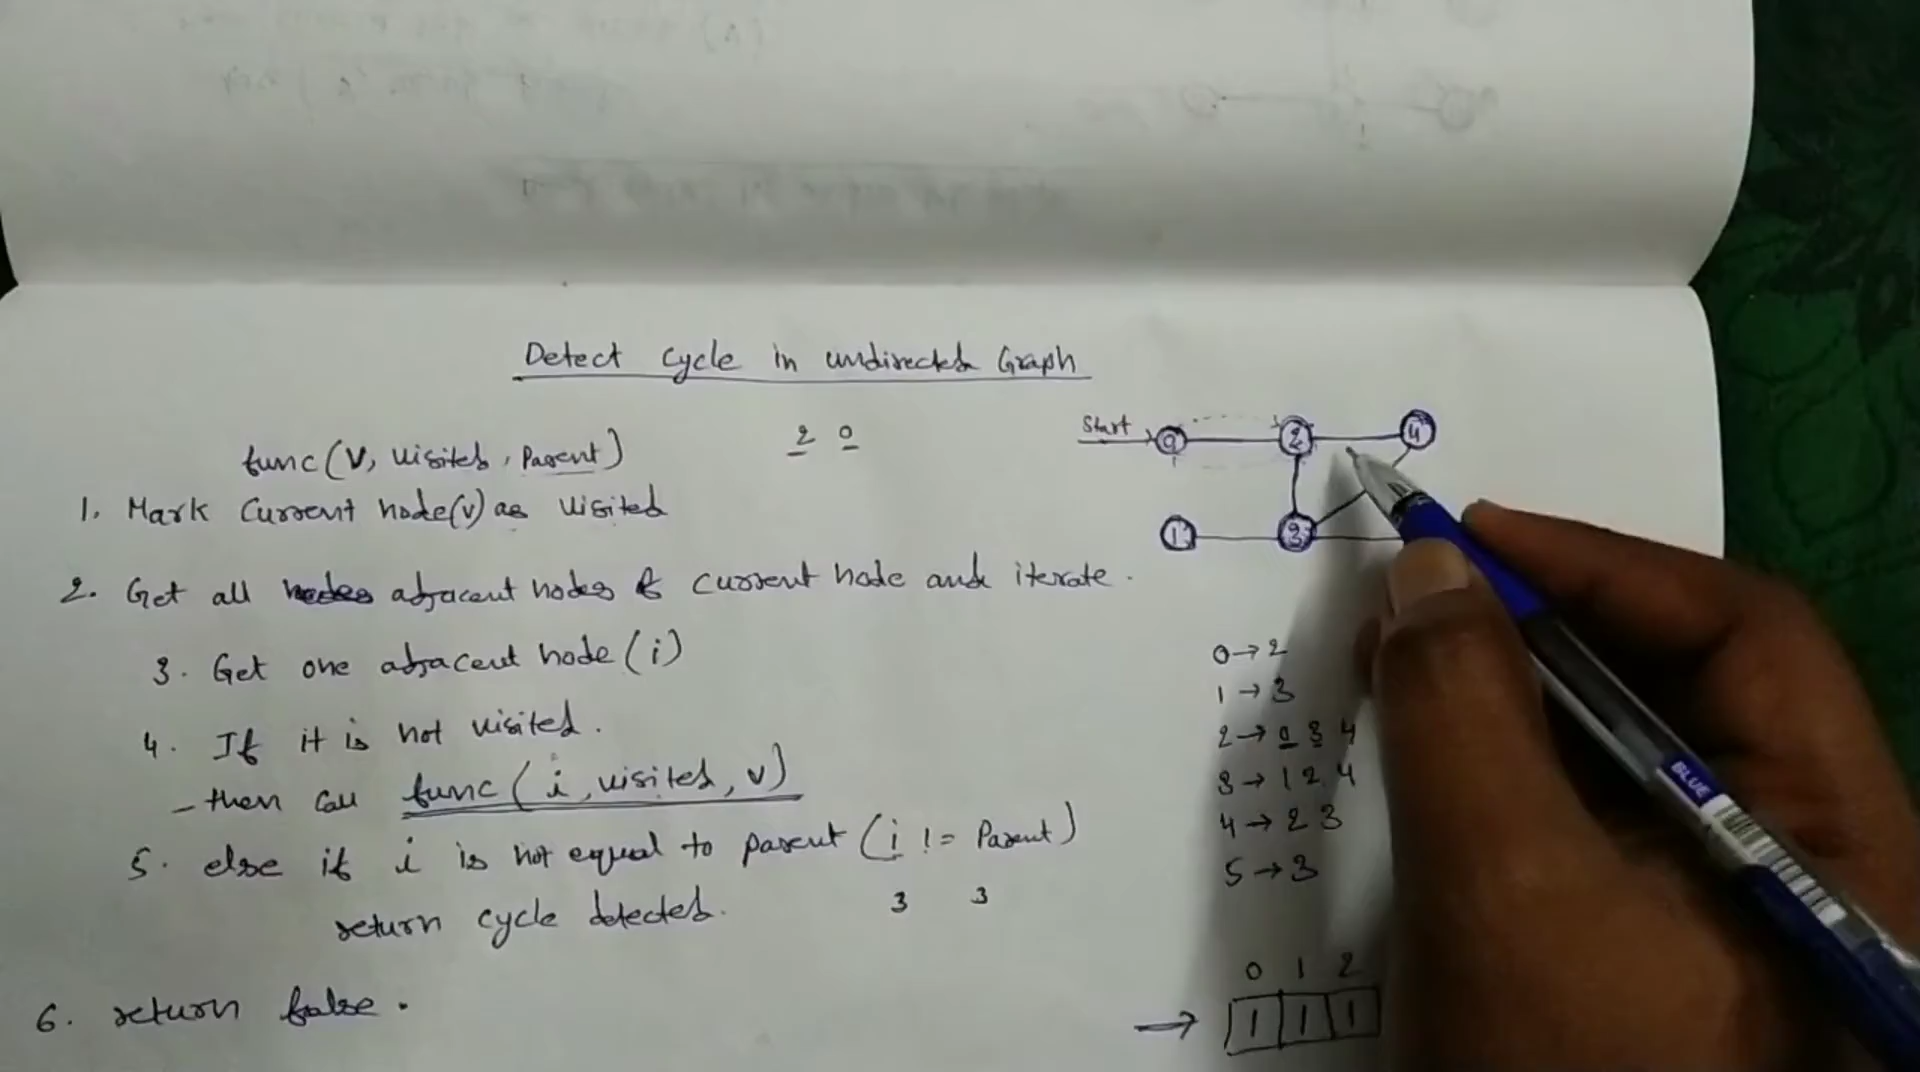 Detect cycle in undirected Graph
func(V, visited, Parent)
2 0
1. Mark Current node(v) as visited
2. Get all adjacent nodes of current node and iterate.
3. Get one adjacent node (i)
4. If it is not visited.
- then call func(i, visited, v)
5. else if i is not equal to parent (i != Parent)
return cycle detected.
3 3
6. return false.
Start
0 2 4
1 3
0→2
1→3
2→0 3 4
3→1 2 4
4→2 3
5→3
0 1 2
→ 1 1 1
BLUE